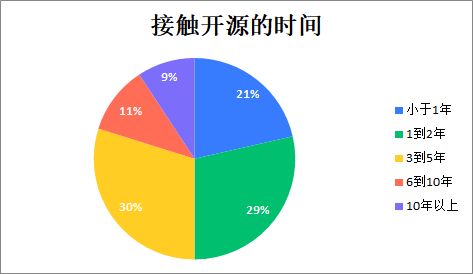 接触开源的时间
9%
21%
11%
30%
29%
小于1年
1到2年
3到5年
6到10年
10年以上